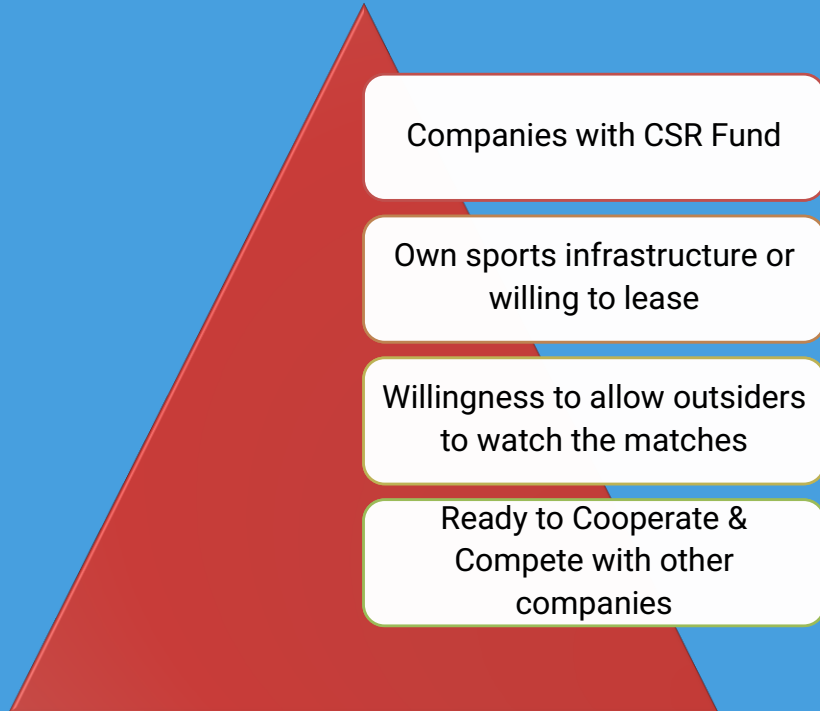 Companies with CSR Fund
Own sports infrastructure or
willing to lease
Willingness to allow outsiders
to watch the matches
Ready to Cooperate &
Compete with other
companies